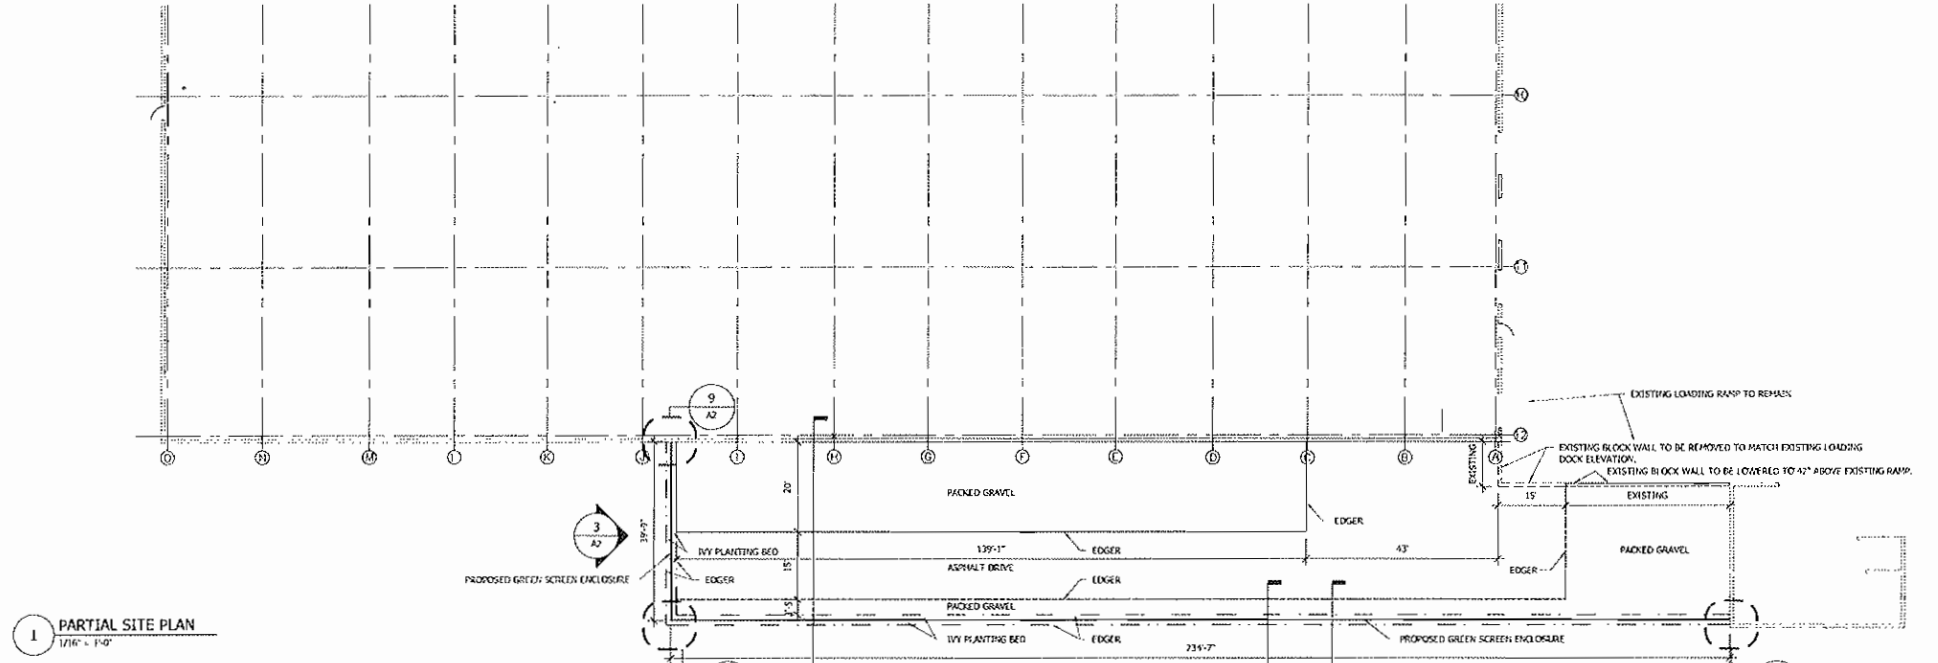 10
11
9
A2
12
EXISTING LOADING RAMP TO REMAIN
O
N
M
L
K
J
I
H
G
F
E
D
C
B
A
EXISTING BLOCK WALL TO BE REMOVED TO MATCH EXISTING LOADING
DOCK ELEVATION.
EXISTING BLOCK WALL TO BE LOWERED TO 42" ABOVE EXISTING RAMP.
EXISTING
20'
PACKED GRAVEL
15'
EXISTING
3
A2
39'-9"
EDGER
IVY PLANTING BED
139'-1"
EDGER
43'
PACKED GRAVEL
15'
ASPHALT DRIVE
PROPOSED GREEN SCREEN ENCLOSURE
EDGER
EDGER
EDGER
PACKED GRAVEL
1
PARTIAL SITE PLAN
1/16" = 1'-0"
IVY PLANTING BED
EDGER
PROPOSED GREEN SCREEN ENCLOSURE
234'-7"